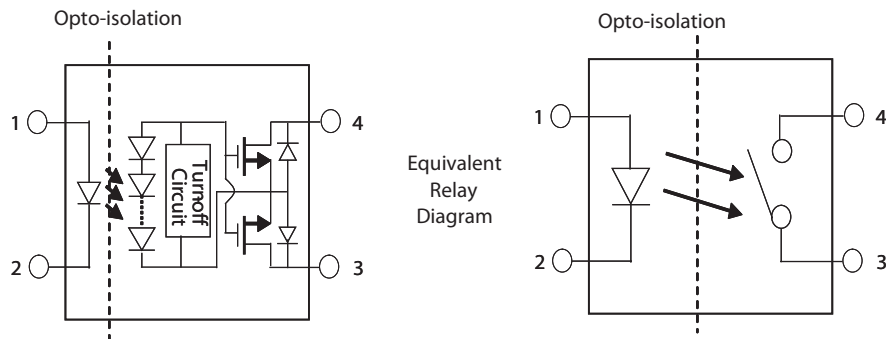 Opto-isolation
1
2
Turnoff
Circuit
4
3
Equivalent
Relay
Diagram
Opto-isolation
1
2
4
3